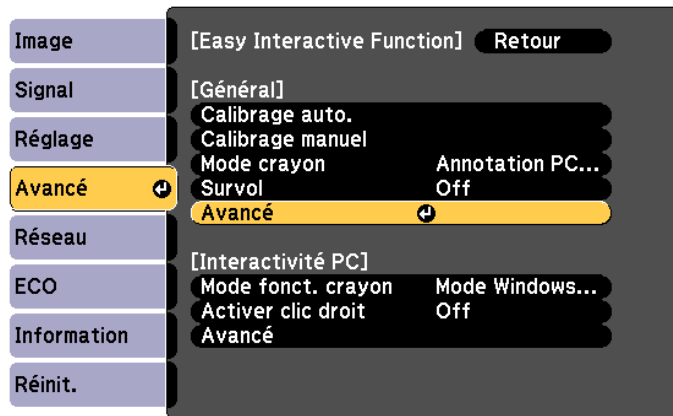 Image
Signal
Réglage
Avancé
Réseau
ECO
Information
Réinit.
[Easy Interactive Function] Retour
[Général]
Calibrage auto.
Calibrage manuel
Mode crayon Annotation PC...
Survol Off
Avancé
[Interactivité PC]
Mode fonct. crayon Mode Windows...
Activer clic droit Off
Avancé